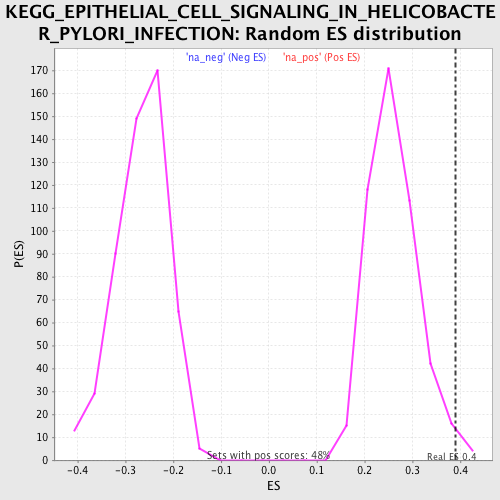 KEGG_EPITHELIAL_CELL_SIGNALING_IN_HELICOBACTE
R_PYLORI_INFECTION: Random ES distribution
'na_neg' (Neg ES) 'na_pos' (Pos ES)
170
160
150
140
130
120
110
100
90
80
70
60
50
40
30
20
10
0
P(ES)
Sets with pos scores: 48%
Real ES 0.4
-0.4 -0.3 -0.2 -0.1 0.0 0.1 0.2 0.3 0.4
ES